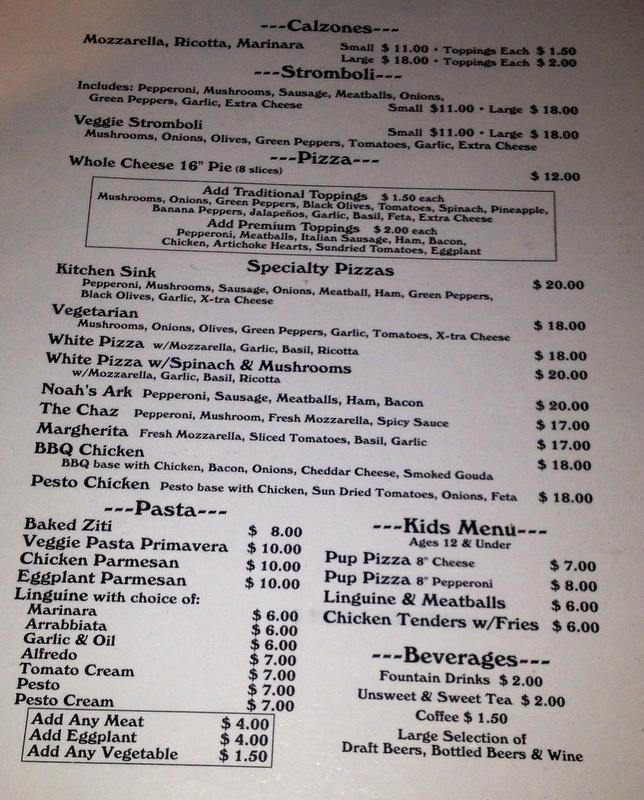 ---Calzones---
Mozzarella, Ricotta, Marinara Small $ 11.00 • Toppings Each $ 1.50
Large $ 18.00 • Toppings Each $ 2.00
---Stromboli---
Includes: Pepperoni, Mushrooms, Sausage, Meatballs, Onions,
Green Peppers, Garlic, Extra Cheese Small $11.00 • Large $ 18.00
Veggie Stromboli Small $11.00 • Large $ 18.00
Mushrooms, Onions, Olives, Green Peppers, Tomatoes, Garlic, Extra Cheese
---Pizza---
Whole Cheese 16" Pie (8 slices) $ 12.00
Add Traditional Toppings $ 1.50 each
Mushrooms, Onions, Green Peppers, Black Olives, Tomatoes, Spinach, Pineapple,
Banana Peppers, Jalapeños, Garlic, Basil, Feta, Extra Cheese
Add Premium Toppings $ 2.00 each
Pepperoni, Meatballs, Italian Sausage, Ham, Bacon,
Chicken, Artichoke Hearts, Sundried Tomatoes, Eggplant
Specialty Pizzas
Kitchen Sink $ 20.00
Pepperoni, Mushrooms, Sausage, Onions, Meatball, Ham, Green Peppers,
Black Olives, Garlic, X-tra Cheese
Vegetarian $ 18.00
Mushrooms, Onions, Olives, Green Peppers, Garlic, Tomatoes, X-tra Cheese
White Pizza w/Mozzarella, Garlic, Basil, Ricotta $ 18.00
White Pizza w/Spinach & Mushrooms $ 20.00
w/Mozzarella, Garlic, Basil, Ricotta
Noah's Ark Pepperoni, Sausage, Meatballs, Ham, Bacon $ 20.00
The Chaz Pepperoni, Mushroom, Fresh Mozzarella, Spicy Sauce $ 17.00
Margherita Fresh Mozzarella, Sliced Tomatoes, Basil, Garlic $ 17.00
BBQ Chicken $ 18.00
BBQ base with Chicken, Bacon, Onions, Cheddar Cheese, Smoked Gouda
Pesto Chicken Pesto base with Chicken, Sun Dried Tomatoes, Onions, Feta $ 18.00
---Pasta---
Baked Ziti $ 8.00
Veggie Pasta Primavera $ 10.00
Chicken Parmesan $ 10.00
Eggplant Parmesan $ 10.00
Linguine with choice of:
Marinara $ 6.00
Arrabbiata $ 6.00
Garlic & Oil $ 6.00
Alfredo $ 7.00
Tomato Cream $ 7.00
Pesto $ 7.00
Pesto Cream $ 7.00
Add Any Meat $ 4.00
Add Eggplant $ 4.00
Add Any Vegetable $ 1.50
---Kids Menu---
Ages 12 & Under
Pup Pizza 8" Cheese $ 7.00
Pup Pizza 8" Pepperoni $ 8.00
Linguine & Meatballs $ 6.00
Chicken Tenders w/Fries $ 6.00
---Beverages---
Fountain Drinks $ 2.00
Unsweet & Sweet Tea $ 2.00
Coffee $ 1.50
Large Selection of
Draft Beers, Bottled Beers & Wine